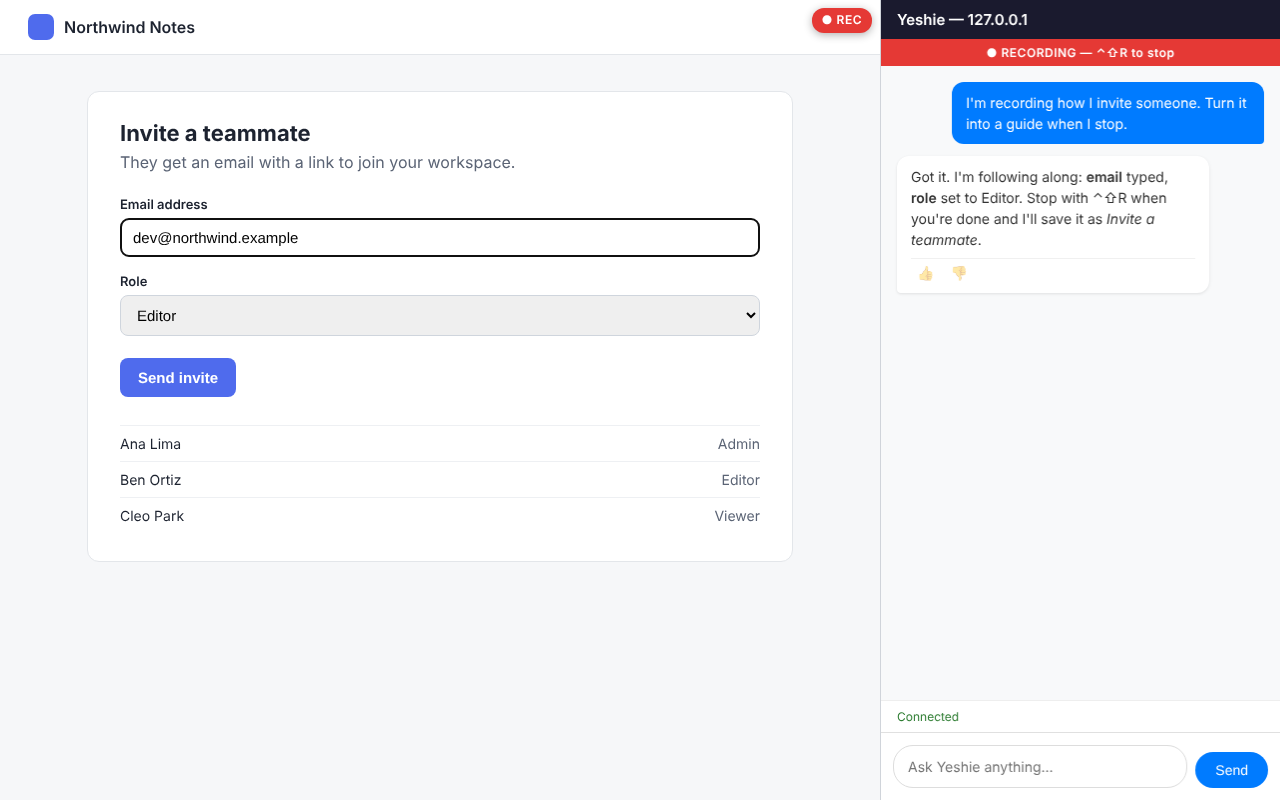 Northwind Notes
REC
Invite a teammate
They get an email with a link to join your workspace.
Email address
dev@northwind.example
Role
Editor
Send invite
Ana Lima Admin
Ben Ortiz Editor
Cleo Park Viewer
Yeshie — 127.0.0.1
RECORDING — ⌃⇧R to stop
I'm recording how I invite someone. Turn it
into a guide when I stop.
Got it. I'm following along: email typed,
role set to Editor. Stop with ⌃⇧R when
you're done and I'll save it as Invite a
teammate.
Connected
Ask Yeshie anything...
Send